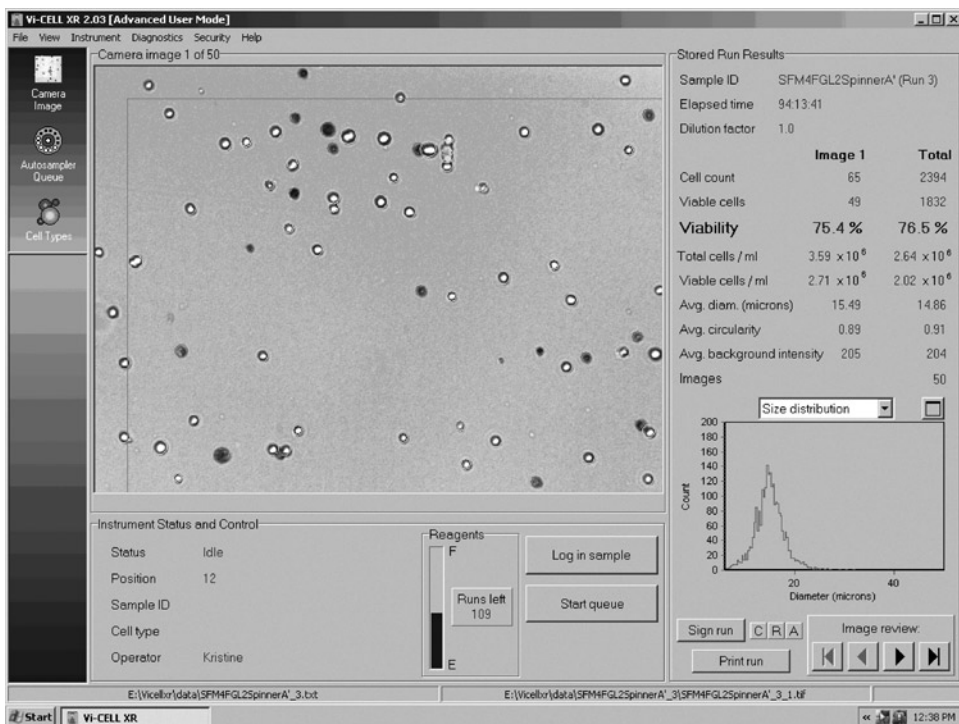 Vi-CELL XR 2.03 [Advanced User Mode]
File View Instrument Diagnostics Security Help
Camera Image
Autosampler Queue
Cell Types
Camera image 1 of 50
Stored Run Results
Sample ID SFM4FGL2SpinnerA' (Run 3)
Elapsed time 94:13:41
Dilution factor 1.0
Image 1 Total
Cell count 65 2394
Viable cells 49 1832
Viability 75.4 % 76.5 %
Total cells / ml 3.59 x10^6 2.64 x10^6
Viable cells / ml 2.71 x10^6 2.02 x10^6
Avg. diam. (microns) 15.49 14.86
Avg. circularity 0.89 0.91
Avg. background intensity 205 204
Images 50
Size distribution
200
180
160
140
120
100
80
60
40
20
0
Count
20 40
Diameter (microns)
Instrument Status and Control
Status Idle
Position 12
Sample ID
Cell type
Operator Kristine
Reagents
F
Runs left
109
E
Log in sample
Start queue
Sign run C R A
Print run
Image review:
E:\Vicellxr\data\SFM4FGL2SpinnerA'_3.txt E:\Vicellxr\data\SFM4FGL2SpinnerA'_3\SFM4FGL2SpinnerA'_3_1.tif
Start Vi-CELL XR 12:38 PM